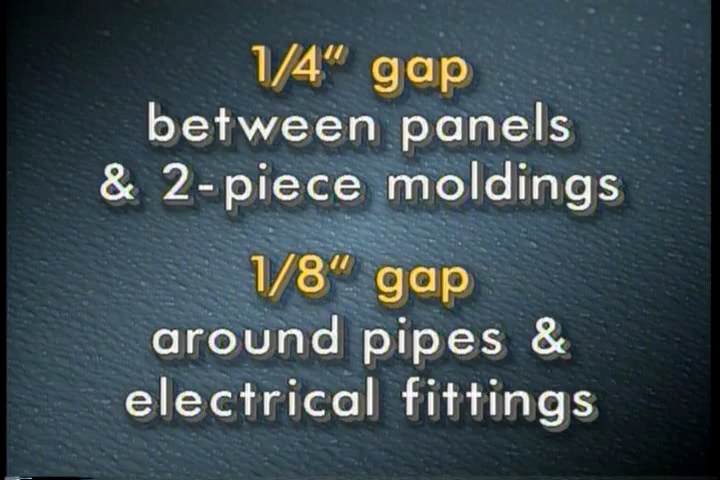 1/4" gap
between panels
& 2-piece moldings
1/8" gap
around pipes &
electrical fittings